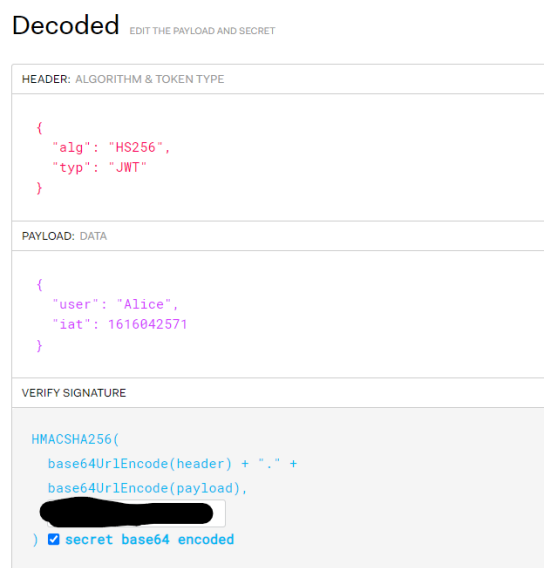 Decoded EDIT THE PAYLOAD AND SECRET
HEADER: ALGORITHM & TOKEN TYPE
{
"alg": "HS256",
"typ": "JWT"
}
PAYLOAD: DATA
{
"user": "Alice",
"iat": 1616042571
}
VERIFY SIGNATURE
HMACSHA256(
base64UrlEncode(header) + "." +
base64UrlEncode(payload),
) secret base64 encoded